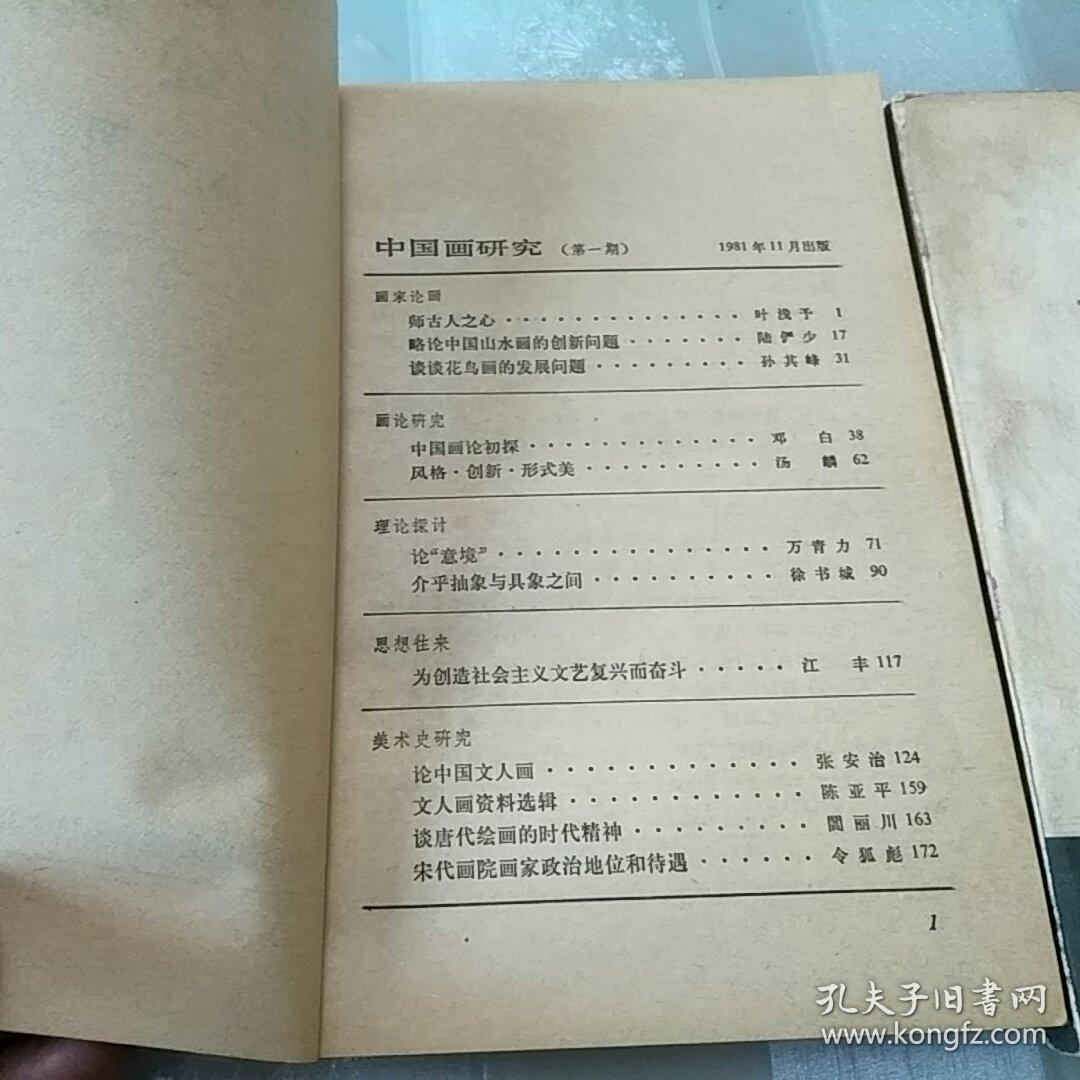 中国画研究（第一期） 1981年11月出版
画家论画
师古人之心 · · · · · · · · · · · · · · 叶浅予 1
略论中国山水画的创新问题 · · · · · · · 陆俨少 17
谈谈花鸟画的发展问题 · · · · · · · · · 孙其峰 31
画论研究
中国画论初探 · · · · · · · · · · · · · 邓白 38
风格·创新·形式美 · · · · · · · · · · 汤麟 62
理论探讨
论“意境” · · · · · · · · · · · · · · · 万青力 71
介乎抽象与具象之间 · · · · · · · · · · 徐书城 90
思想往来
为创造社会主义文艺复兴而奋斗 · · · · · 江丰 117
美术史研究
论中国文人画 · · · · · · · · · · · · · 张安治 124
文人画资料选辑 · · · · · · · · · · · · 陈亚平 159
谈唐代绘画的时代精神 · · · · · · · · · 阎丽川 163
宋代画院画家政治地位和待遇 · · · · · · 令狐彪 172
1
孔夫子旧書网
www.kongfz.com